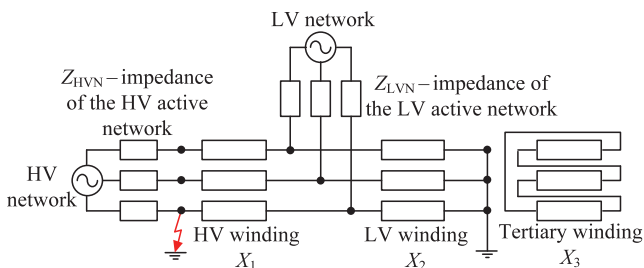 LV network
Z_HVN – impedance
of the HV active
network
Z_LVN – impedance of
the LV active network
HV
network
HV winding
X_1
LV winding
X_2
Tertiary winding
X_3